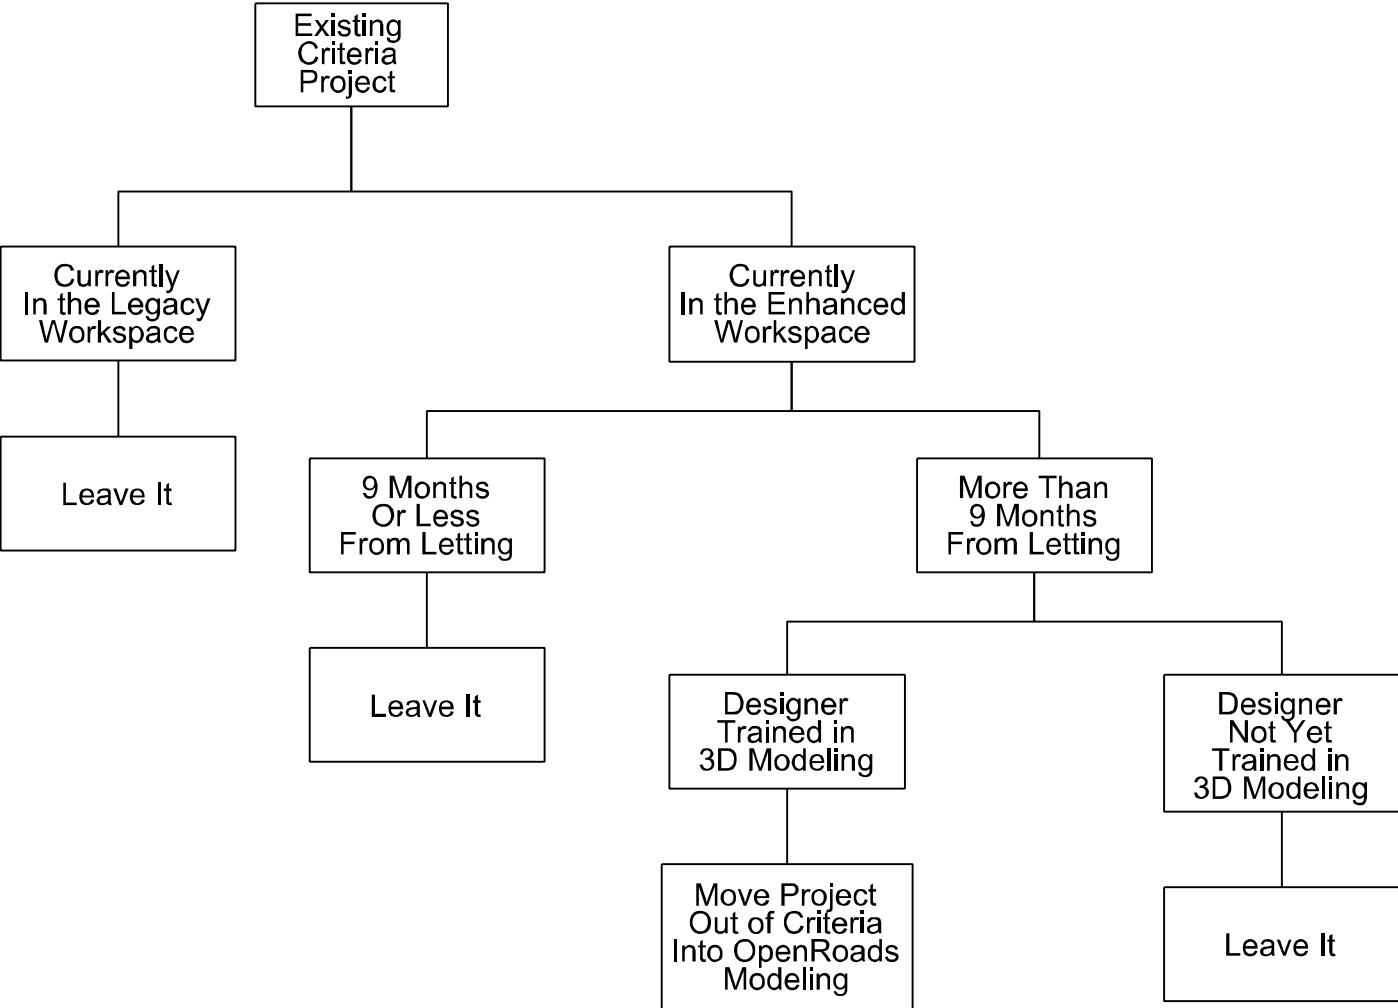 Existing
Criteria
Project
Currently
In the Legacy
Workspace
Currently
In the Enhanced
Workspace
Leave It
9 Months
Or Less
From Letting
More Than
9 Months
From Letting
Leave It
Designer
Trained in
3D Modeling
Designer
Not Yet
Trained in
3D Modeling
Move Project
Out of Criteria
Into OpenRoads
Modeling
Leave It